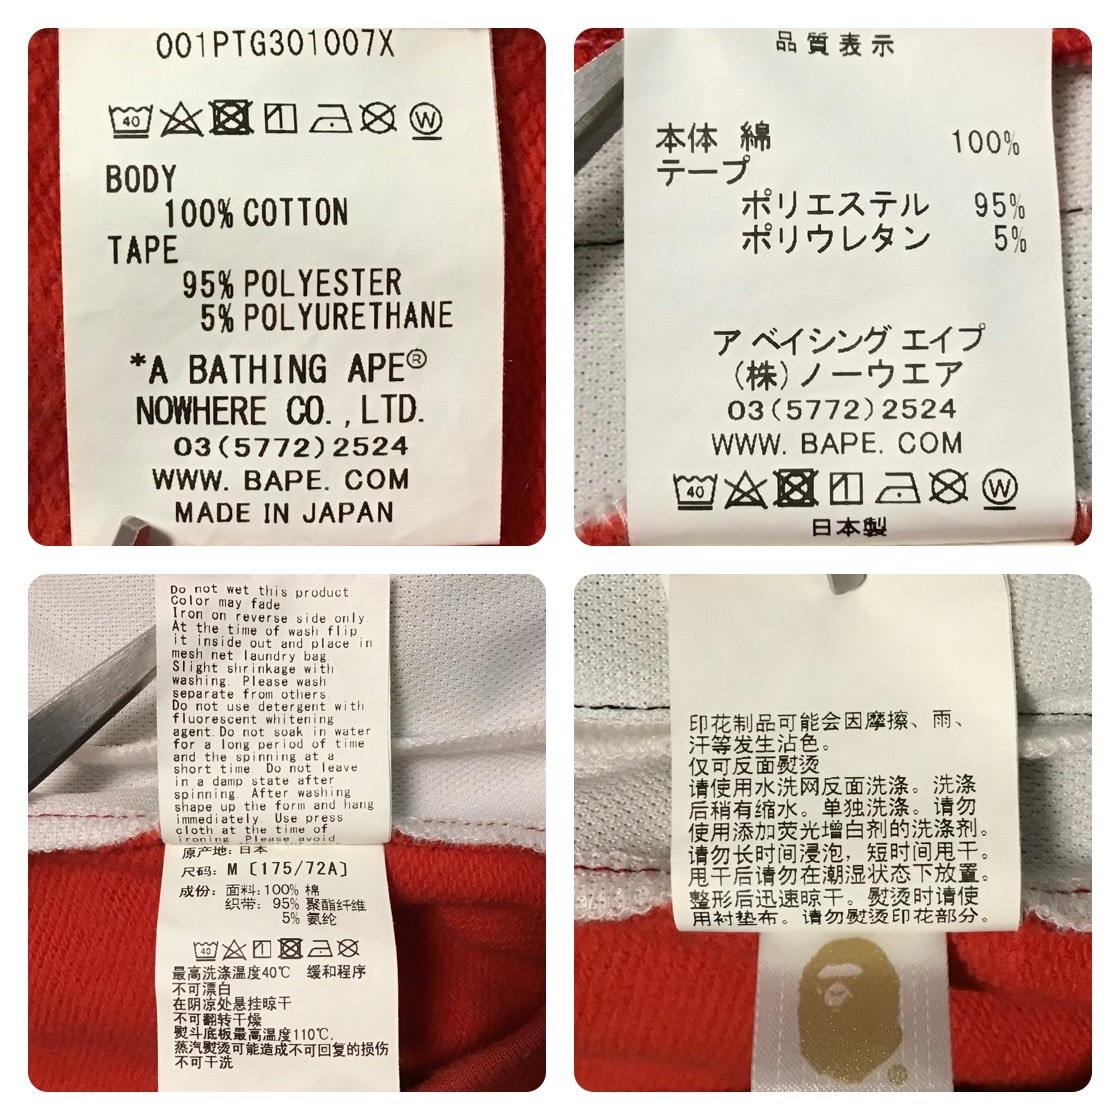 001PTG301007X
40
W
BODY
100% COTTON
TAPE
95% POLYESTER
5% POLYURETHANE
*A BATHING APE®
NOWHERE CO., LTD.
03(5772)2524
WWW. BAPE. COM
MADE IN JAPAN
品質表示
本体 綿 100%
テープ
ポリエステル 95%
ポリウレタン 5%
ア ベイシング エイプ
(株)ノーウエア
03(5772)2524
WWW. BAPE. COM
40
W
日本製
Do not wet this product.
Color may fade.
Iron on reverse side only.
At the time of wash flip
it inside out and place in
mesh net laundry bag.
Slight shrinkage with
washing. Please wash
separate from others.
Do not use detergent with
fluorescent whitening
agent.Do not soak in water
for a long period of time
and the spinning at a
short time. Do not leave
in a damp state after
spinning. After washing
shape up the form and hang
immediately. Use press
cloth at the time of
ironing. Please avoid
原产地: 日本
尺码: M [175/72A]
成份: 面料:100% 棉
织带: 95% 聚酯纤维
5% 氨纶
40
最高洗涤温度40℃ 缓和程序
不可漂白
在阴凉处悬挂晾干
不可翻转干燥
熨斗底板最高温度110℃,
蒸汽熨烫可能造成不可回复的损伤
不可干洗
印花制品可能会因摩擦、雨、
汗等发生沾色。
仅可反面熨烫
请使用水洗网反面洗涤。洗涤
后稍有缩水。单独洗涤。请勿
使用添加荧光增白剂的洗涤剂。
请勿长时间浸泡，短时间甩干。
甩干后请勿在潮湿状态下放置。
整形后迅速晾干。熨烫时请使
用衬垫布。请勿熨烫印花部分。
®